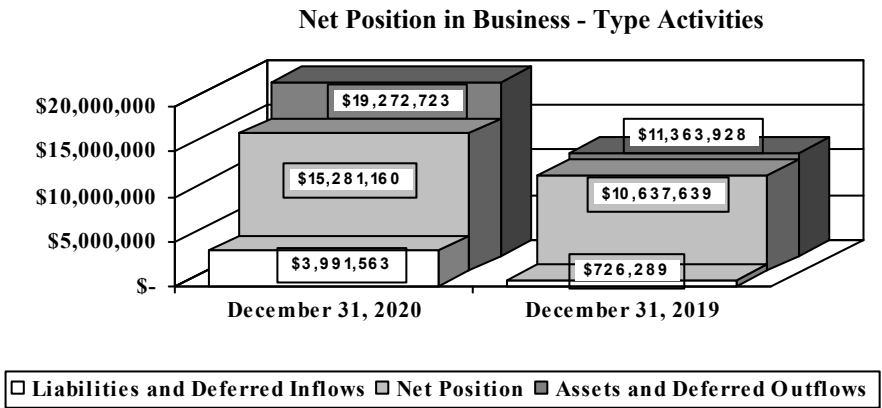 Net Position in Business - Type Activities
$20,000,000
$15,000,000
$10,000,000
$5,000,000
$-
$19,272,723
$15,281,160
$3,991,563
$11,363,928
$10,637,639
$726,289
December 31, 2020
December 31, 2019
Liabilities and Deferred Inflows Net Position Assets and Deferred Outflows